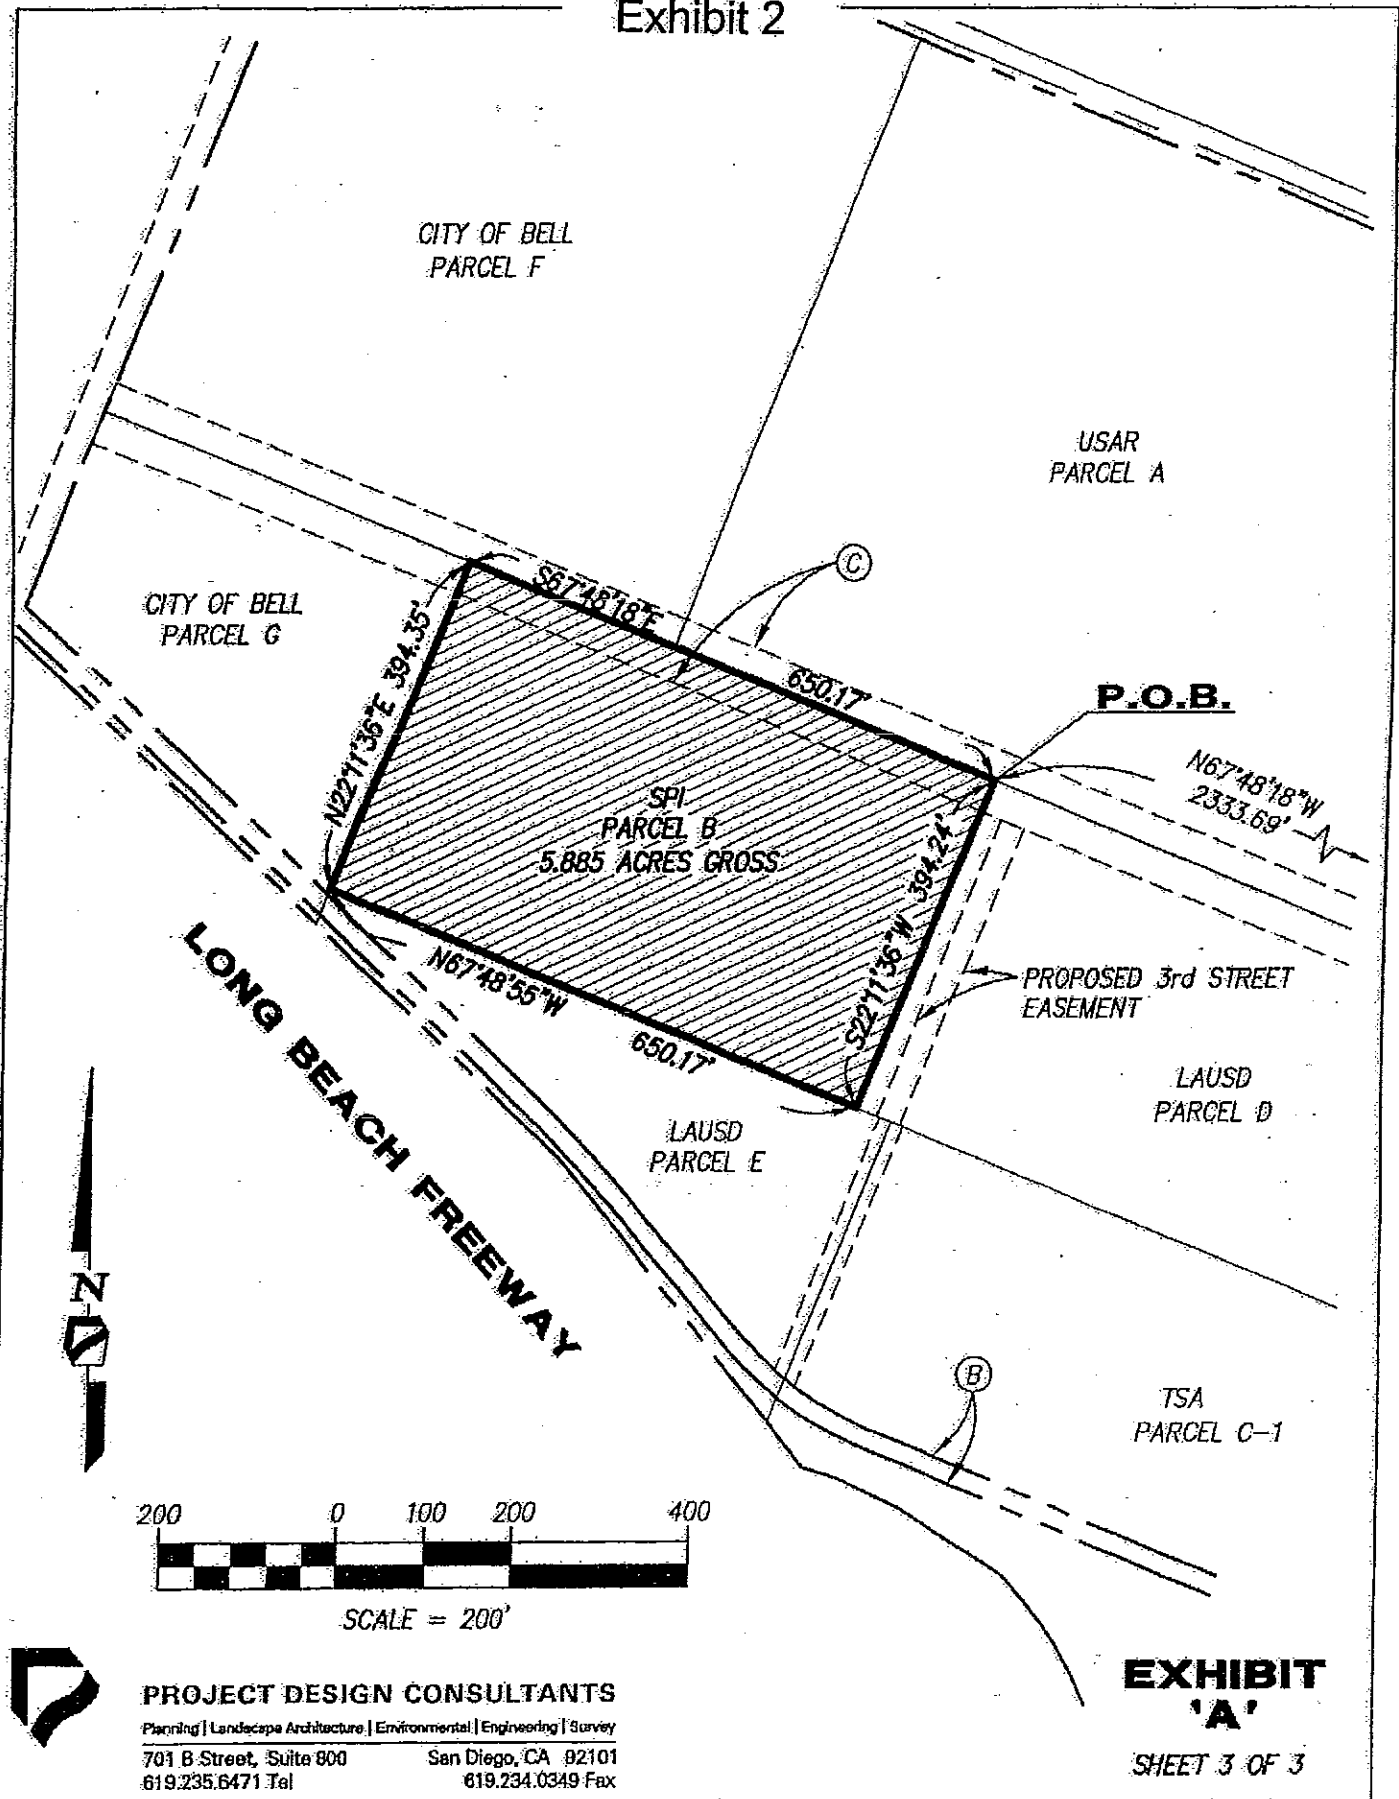 Exhibit 2
CITY OF BELL
PARCEL F
USAR
PARCEL A
C
CITY OF BELL
PARCEL G
S67°48'18"E
650.17'
N22°11'36"E 394.35'
P.O.B.
N67°48'18"W
2333.69'
SPI
PARCEL B
5.885 ACRES GROSS
S22°11'36"W 394.24'
N67°48'55"W
650.17'
PROPOSED 3rd STREET
EASEMENT
LONG BEACH FREEWAY
LAUSD
PARCEL D
LAUSD
PARCEL E
N
B
TSA
PARCEL C-1
200 0 100 200 400
SCALE = 200'
PROJECT DESIGN CONSULTANTS
Planning | Landscape Architecture | Environmental | Engineering | Survey
701 B Street, Suite 800 San Diego, CA 92101
619.235.6471 Tel 619.234.0349 Fax
EXHIBIT
'A'
SHEET 3 OF 3